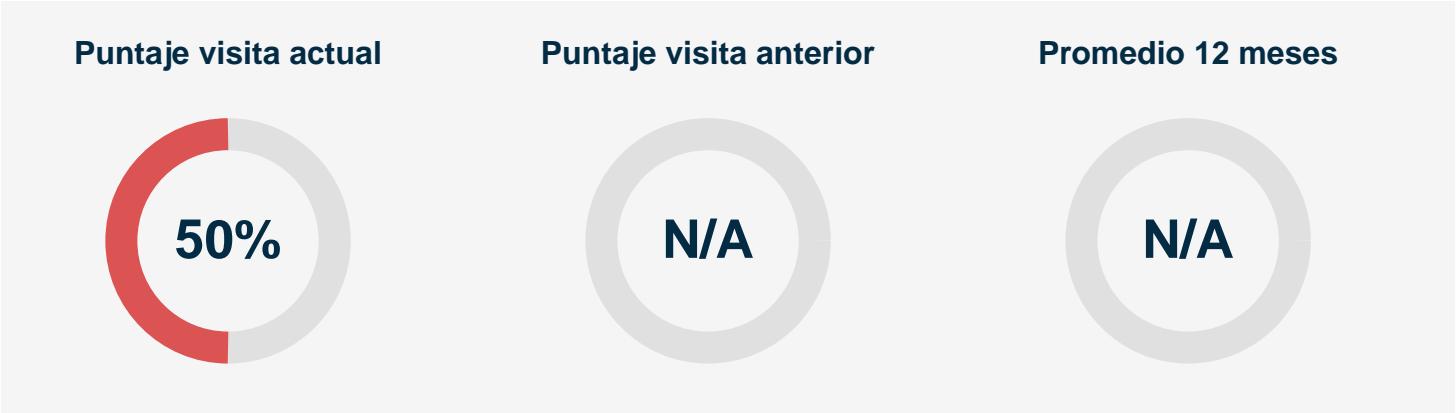 Puntaje visita actual
Puntaje visita anterior
Promedio 12 meses
50%
N/A
N/A